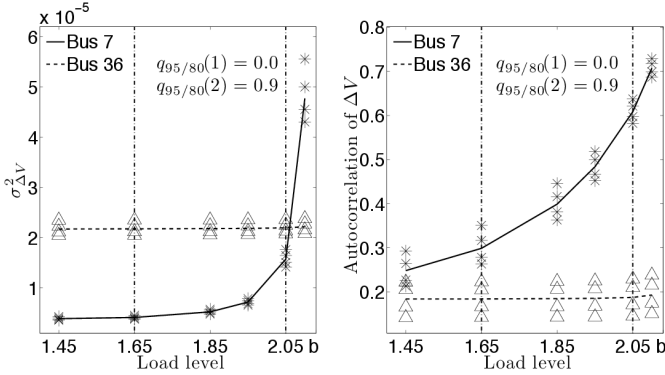 x 10⁻⁵
6
5
4
3
2
1
σ²_ΔV
Bus 7
Bus 36
q₉₅/₈₀(1) = 0.0
q₉₅/₈₀(2) = 0.9
1.45 1.65 1.85 2.05 b
Load level
0.8
0.7
0.6
0.5
0.4
0.3
0.2
Autocorrelation of ΔV
Bus 7
Bus 36
q₉₅/₈₀(1) = 0.0
q₉₅/₈₀(2) = 0.9
1.45 1.65 1.85 2.05 b
Load level